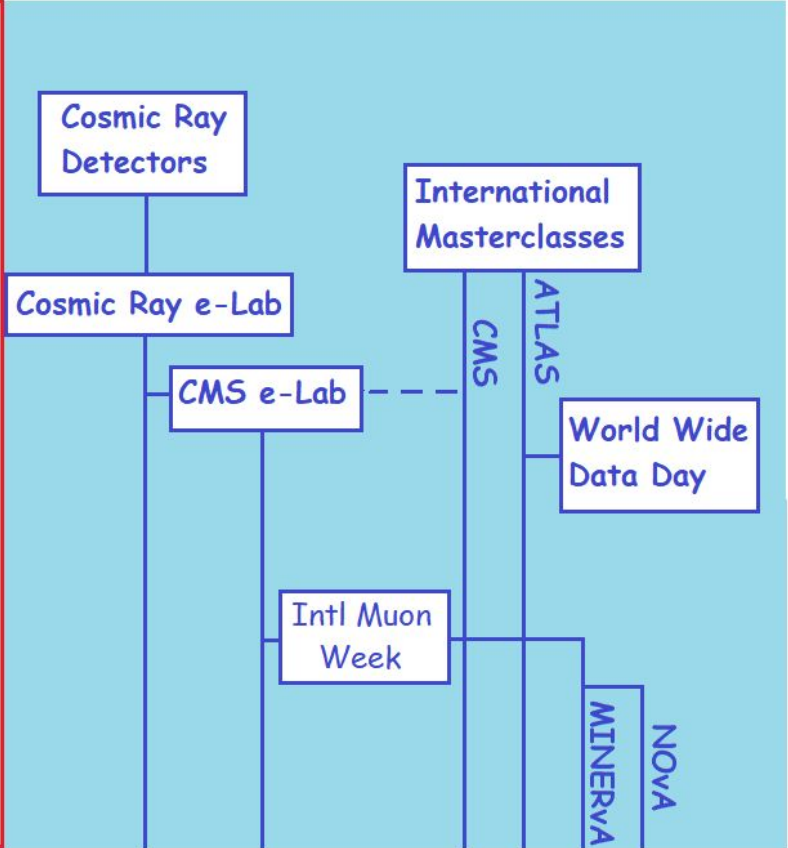 Cosmic Ray
Detectors
International
Masterclasses
Cosmic Ray e-Lab
CMS
ATLAS
CMS e-Lab
World Wide
Data Day
Intl Muon
Week
MINERvA
NOvA